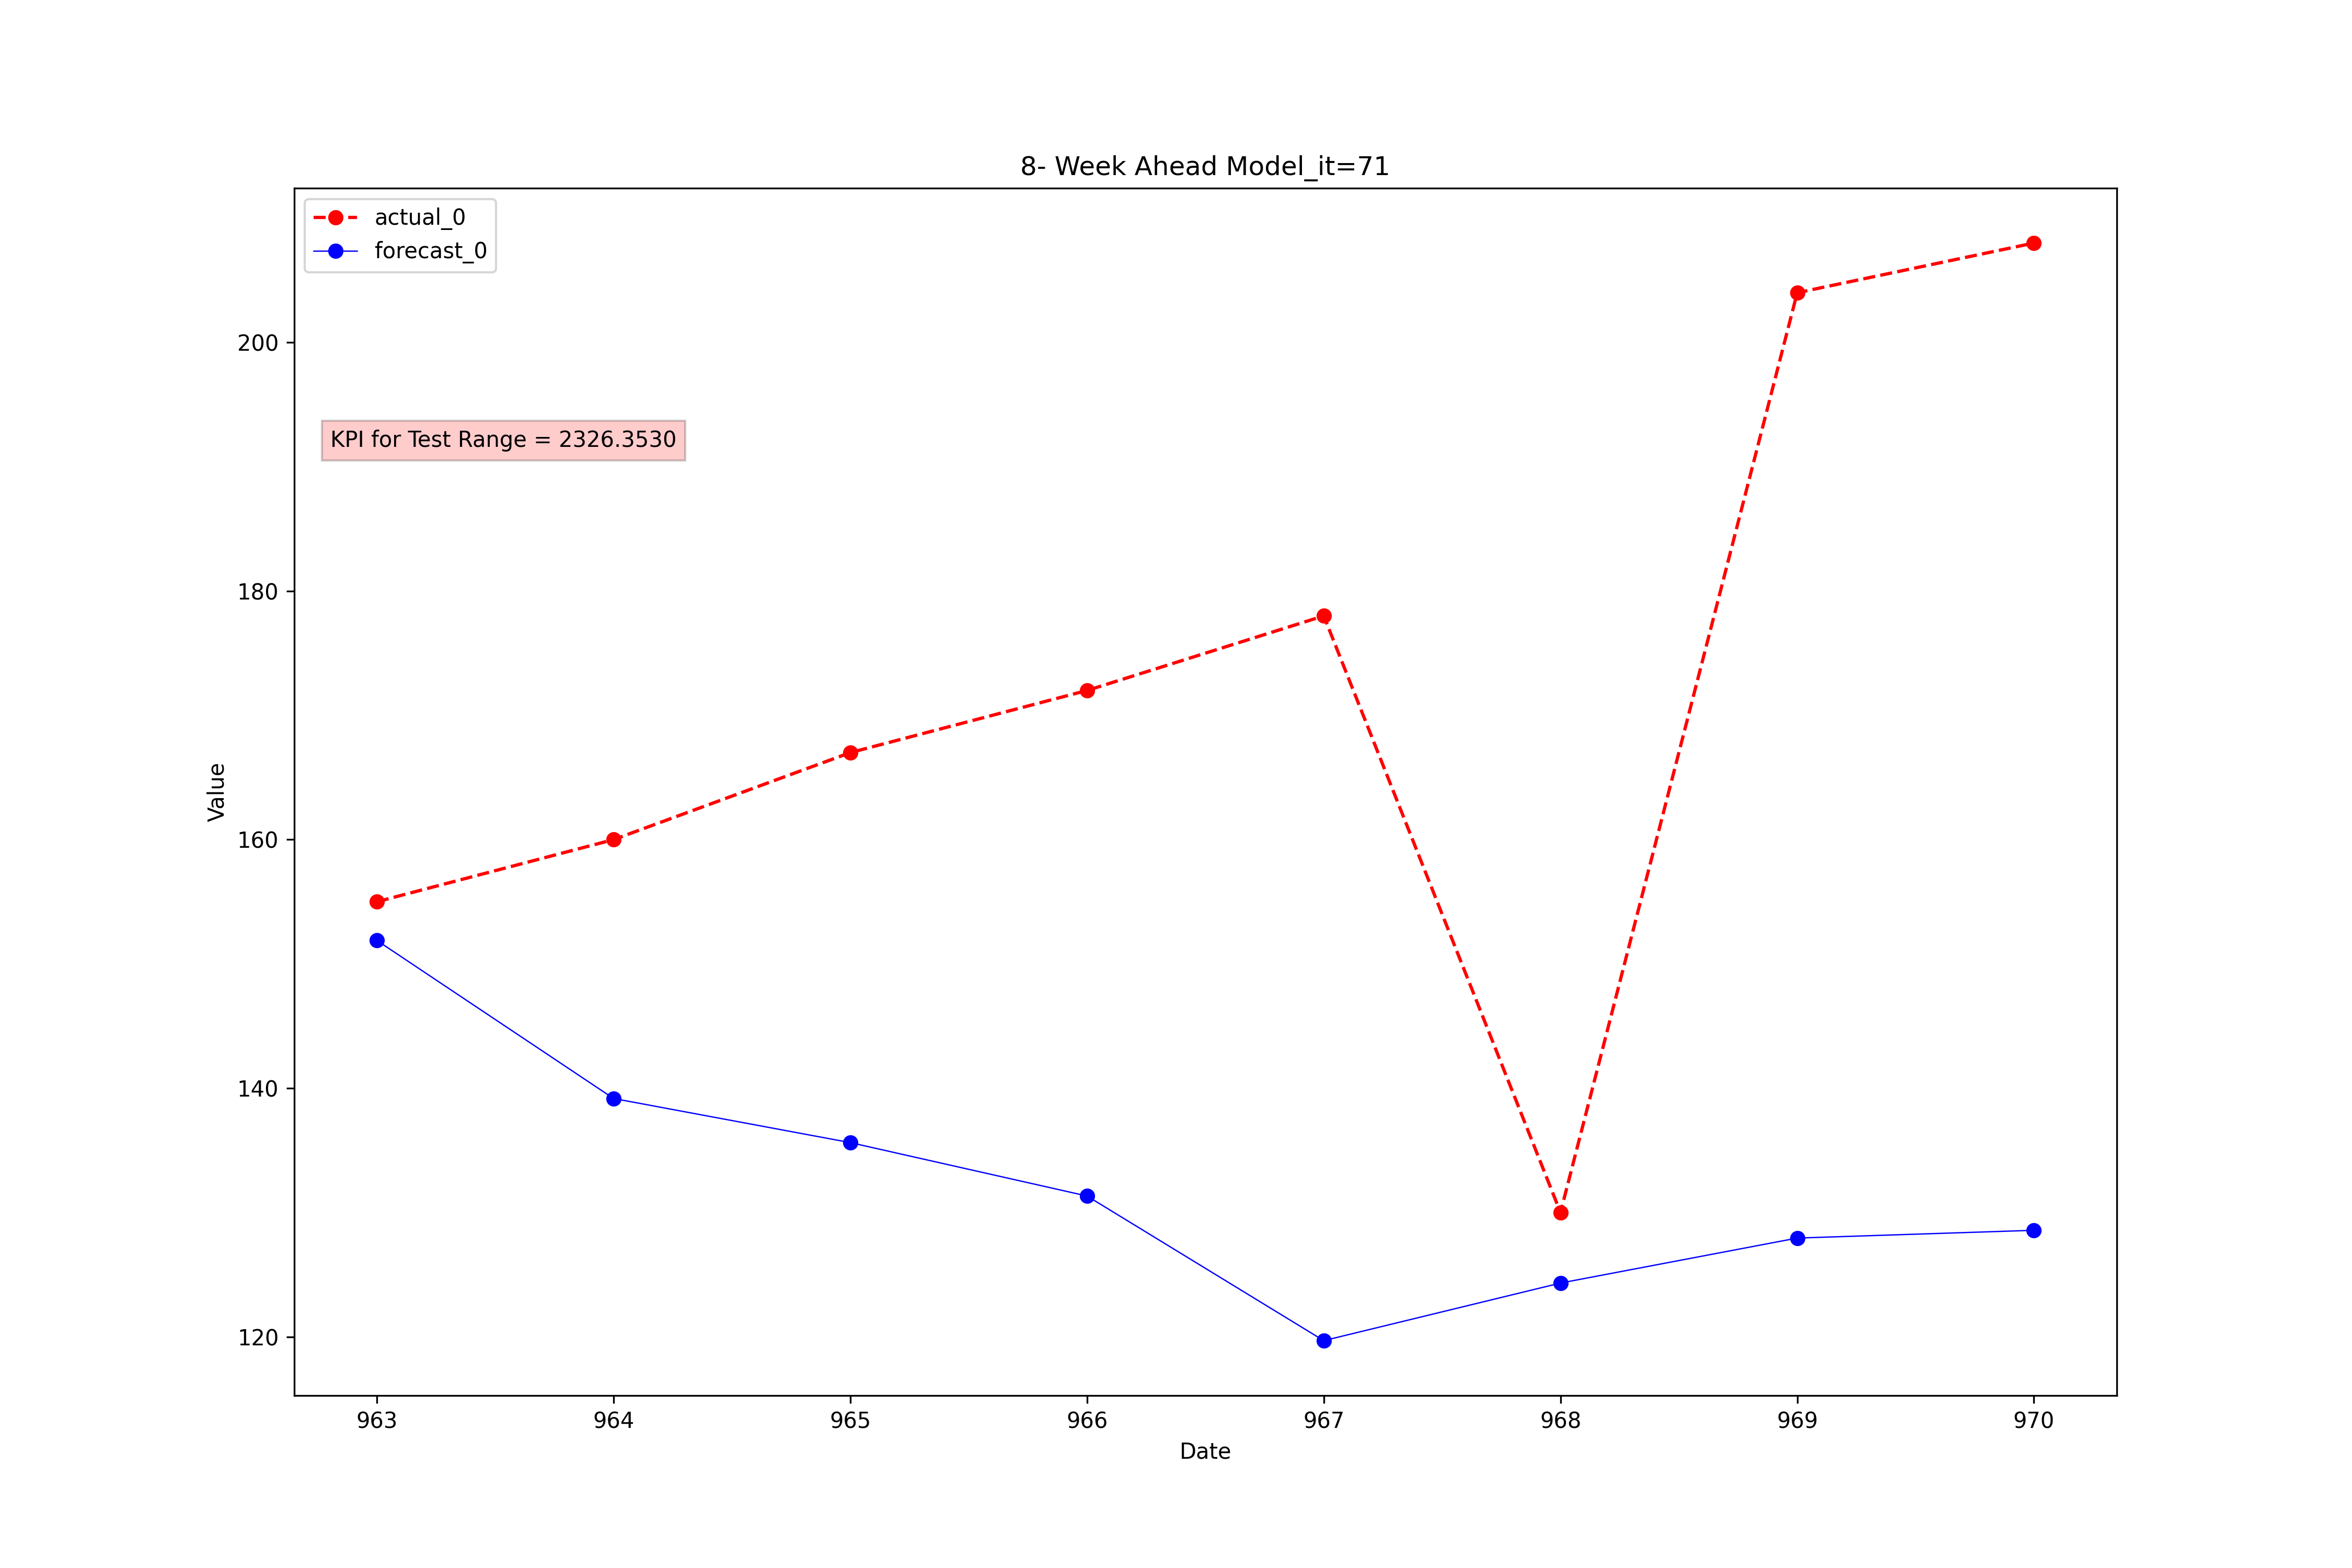 8- Week Ahead Model_it=71
actual_0
forecast_0
KPI for Test Range = 2326.3530
200
180
160
140
120
Value
963 964 965 966 967 968 969 970
Date